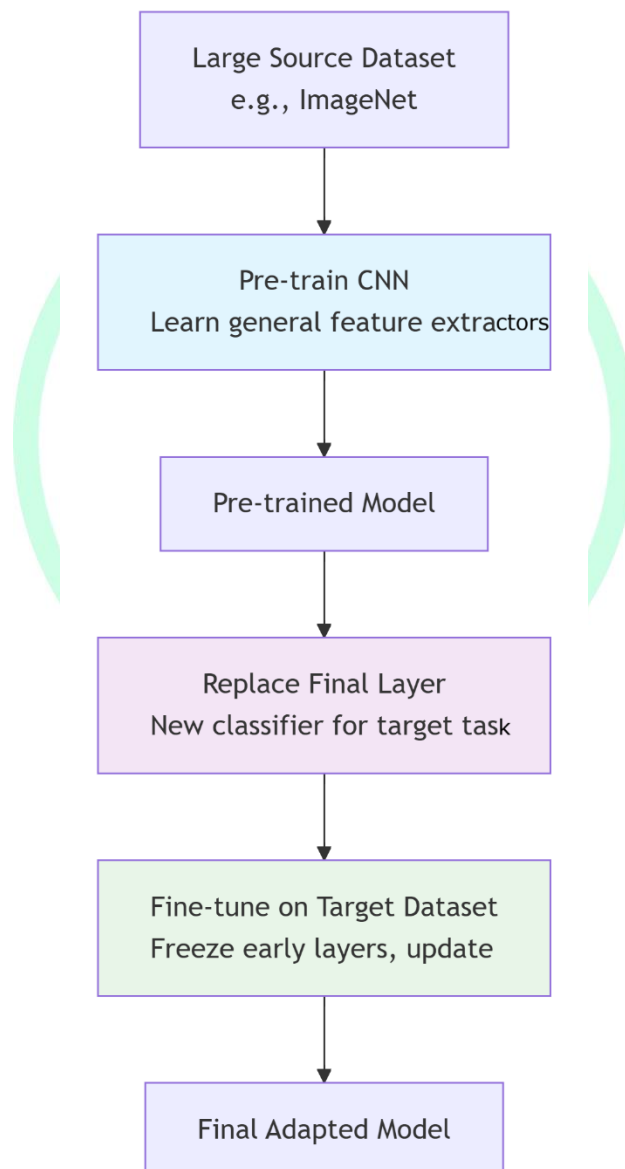 Large Source Dataset
e.g., ImageNet
Pre-train CNN
Learn general feature extractors
Pre-trained Model
Replace Final Layer
New classifier for target task
Fine-tune on Target Dataset
Freeze early layers, update
Final Adapted Model